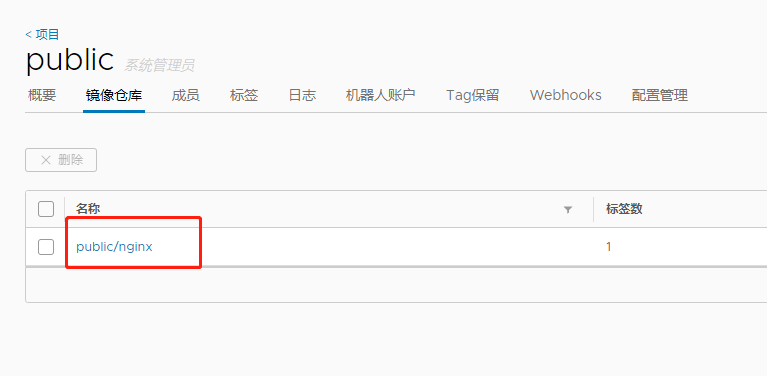 < 项目
public 系统管理员
概要 镜像仓库 成员 标签 日志 机器人账户 Tag保留 Webhooks 配置管理
× 删除
名称 标签数
public/nginx 1